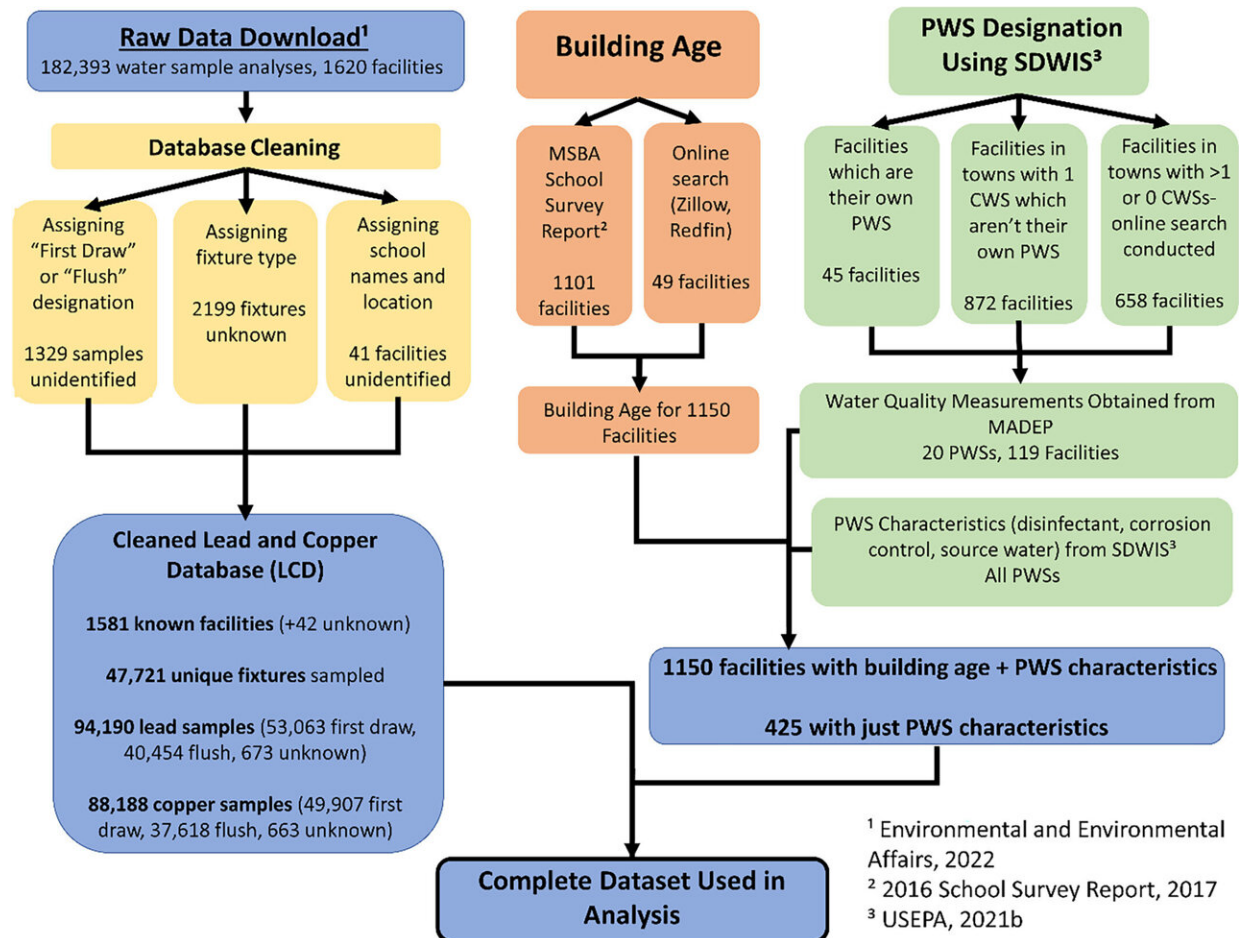 Raw Data Download¹
182,393 water sample analyses, 1620 facilities
Database Cleaning
Assigning
"First Draw"
or "Flush"
designation
1329 samples
unidentified
Assigning
fixture type
2199 fixtures
unknown
Assigning
school
names and
location
41 facilities
unidentified
Cleaned Lead and Copper
Database (LCD)
1581 known facilities (+42 unknown)
47,721 unique fixtures sampled
94,190 lead samples (53,063 first draw,
40,454 flush, 673 unknown)
88,188 copper samples (49,907 first
draw, 37,618 flush, 663 unknown)
Building Age
MSBA
School
Survey
Report²
1101
facilities
Online
search
(Zillow,
Redfin)
49 facilities
Building Age for 1150
Facilities
PWS Designation
Using SDWIS³
Facilities
which are
their own
PWS
45 facilities
Facilities in
towns with 1
CWS which
aren't their
own PWS
872 facilities
Facilities in
towns with >1
or 0 CWSs-
online search
conducted
658 facilities
Water Quality Measurements Obtained from
MADEP
20 PWSs, 119 Facilities
PWS Characteristics (disinfectant, corrosion
control, source water) from SDWIS³
All PWSs
1150 facilities with building age + PWS characteristics
425 with just PWS characteristics
Complete Dataset Used in
Analysis
¹ Environmental and Environmental
Affairs, 2022
² 2016 School Survey Report, 2017
³ USEPA, 2021b